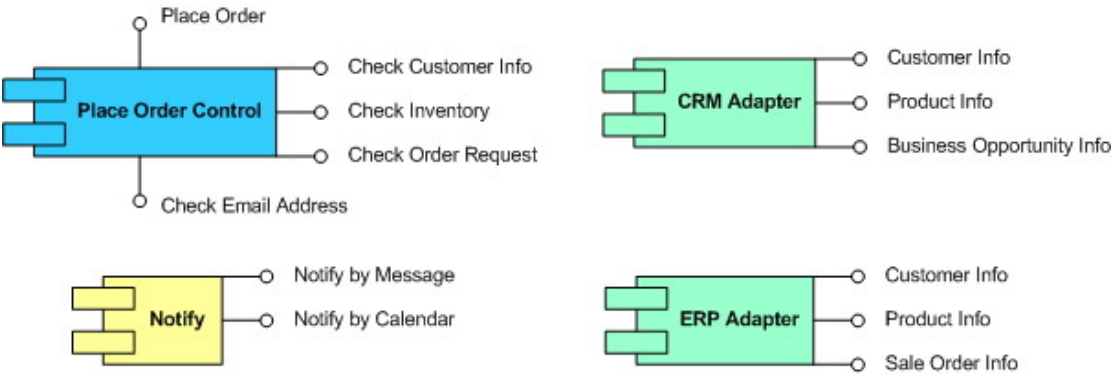 Place Order
Place Order Control
Check Customer Info
Check Inventory
Check Order Request
Check Email Address
CRM Adapter
Customer Info
Product Info
Business Opportunity Info
Notify
Notify by Message
Notify by Calendar
ERP Adapter
Customer Info
Product Info
Sale Order Info